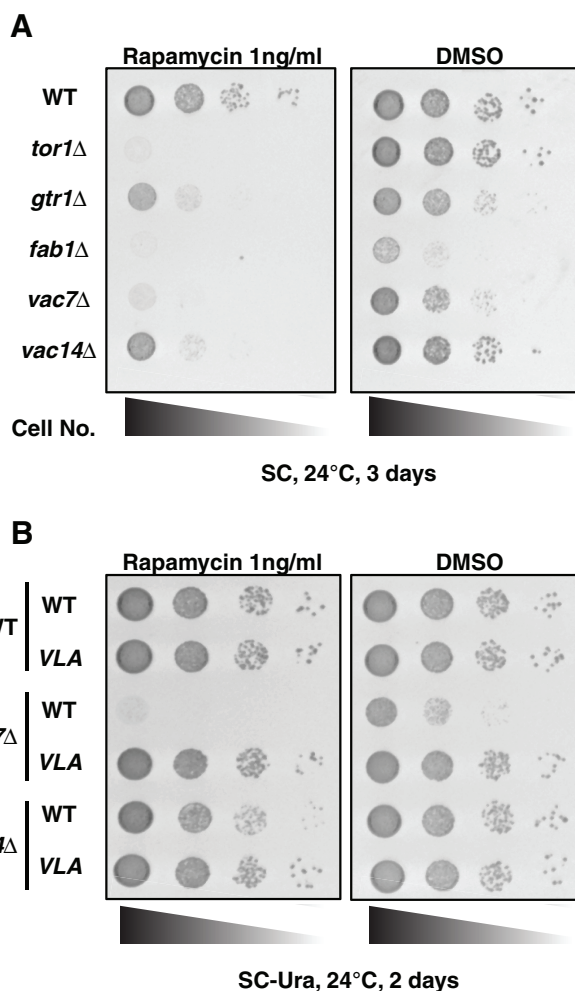 A
Rapamycin 1ng/ml DMSO
WT
tor1Δ
gtr1Δ
fab1Δ
vac7Δ
vac14Δ
Cell No.
SC, 24°C, 3 days
B
Rapamycin 1ng/ml DMSO
WT
VLA
WT
VLA
WT
VLA
SC-Ura, 24°C, 2 days